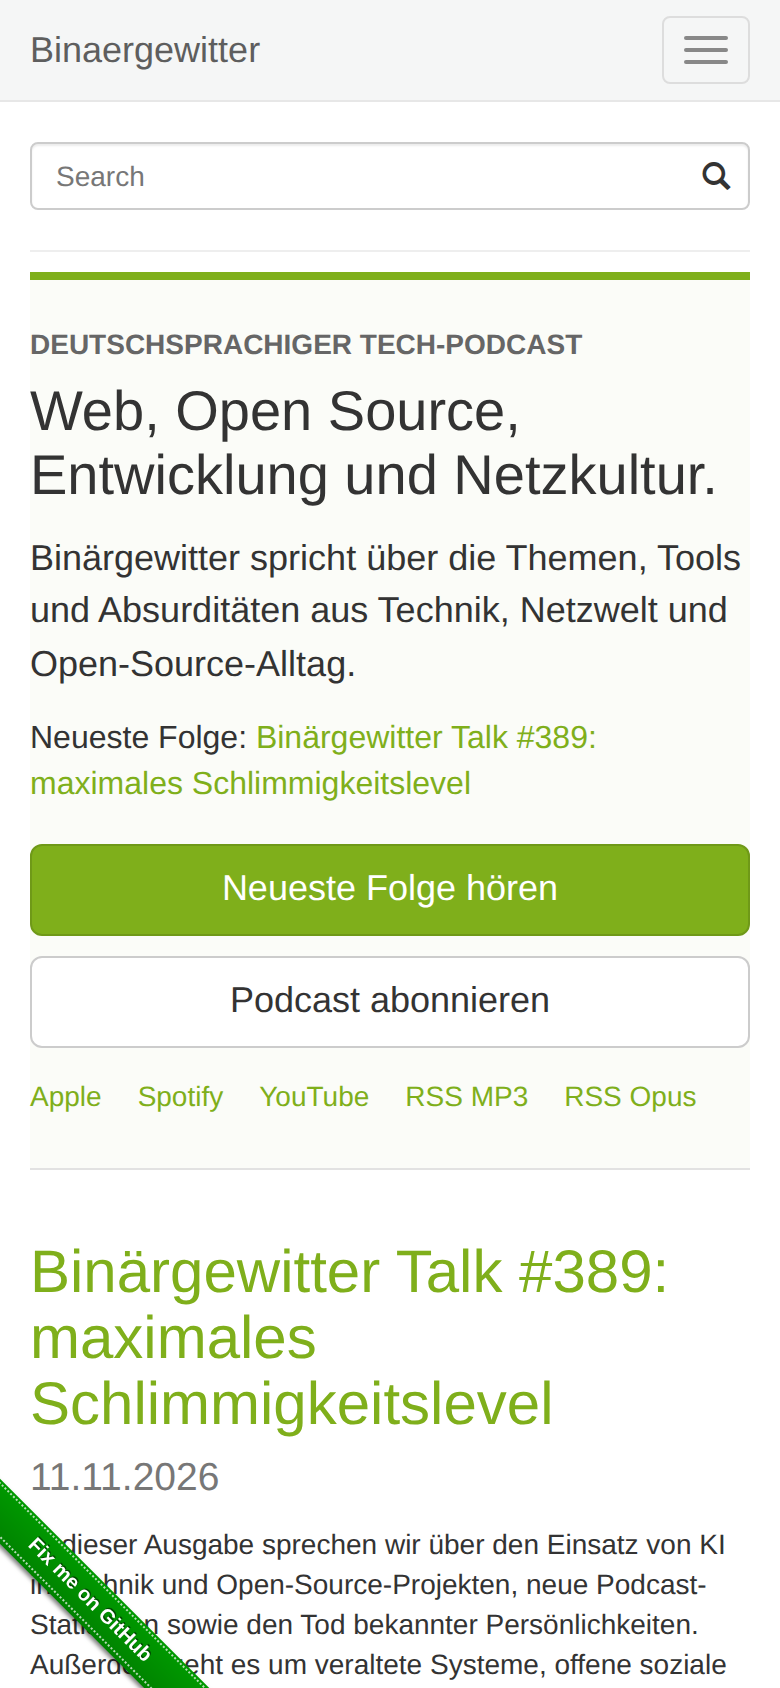 Binaergewitter
Search
DEUTSCHSPRACHIGER TECH-PODCAST
Web, Open Source,
Entwicklung und Netzkultur.
Binärgewitter spricht über die Themen, Tools
und Absurditäten aus Technik, Netzwelt und
Open-Source-Alltag.
Neueste Folge: Binärgewitter Talk #389:
maximales Schlimmigkeitslevel
Neueste Folge hören
Podcast abonnieren
Apple Spotify YouTube RSS MP3 RSS Opus
Binärgewitter Talk #389:
maximales
Schlimmigkeitslevel
11.11.2026
dieser Ausgabe sprechen wir über den Einsatz von KI
und Open-Source-Projekten, neue Podcast-
sowie den Tod bekannter Persönlichkeiten.
es um veraltete Systeme, offene soziale
Fix me on GitHub